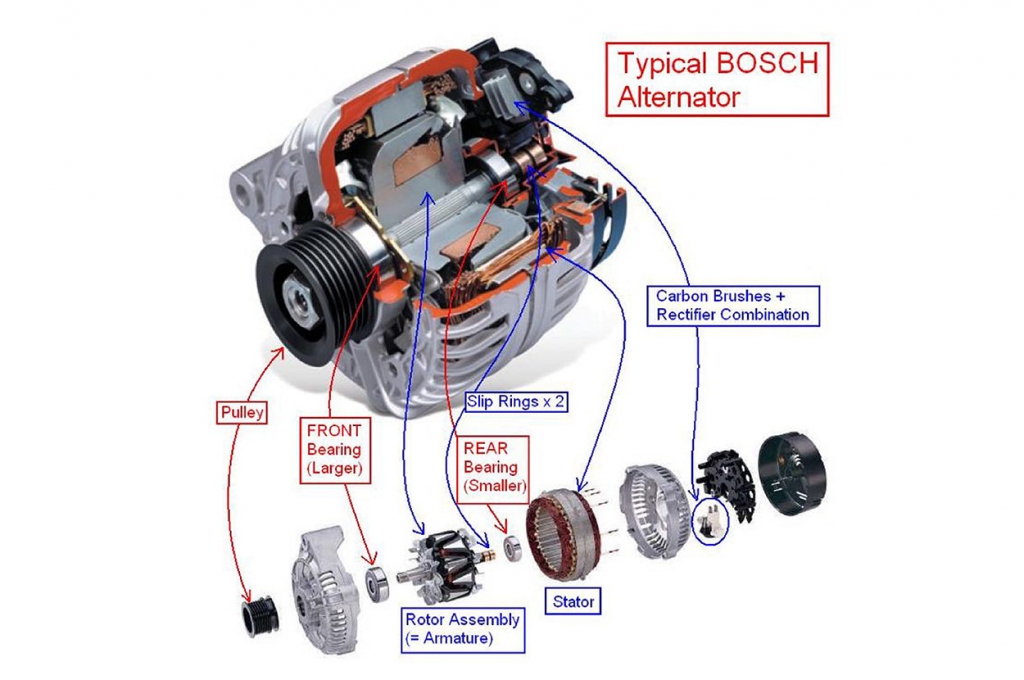 Typical BOSCH
Alternator
Carbon Brushes +
Rectifier Combination
Pulley
FRONT
Bearing
(Larger)
Slip Rings x 2
REAR
Bearing
(Smaller)
Stator
Rotor Assembly
(= Armature)